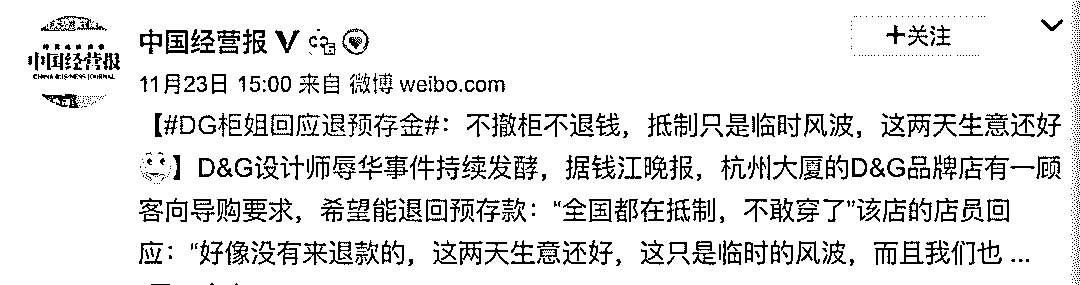 中国经营报 V
+关注
中国经营报
CHINA BUSINESS JOURNAL
11月23日 15:00 来自 微博 weibo.com
【#DG柜姐回应退预存金#：不撤柜不退钱，抵制只是临时风波，这两天生意还好
】D&G设计师辱华事件持续发酵，据钱江晚报，杭州大厦的D&G品牌店有一顾
客向导购要求，希望能退回预存款：“全国都在抵制，不敢穿了”该店的店员回
应：“好像没有来退款的，这两天生意还好，这只是临时的风波，而且我们也 ...